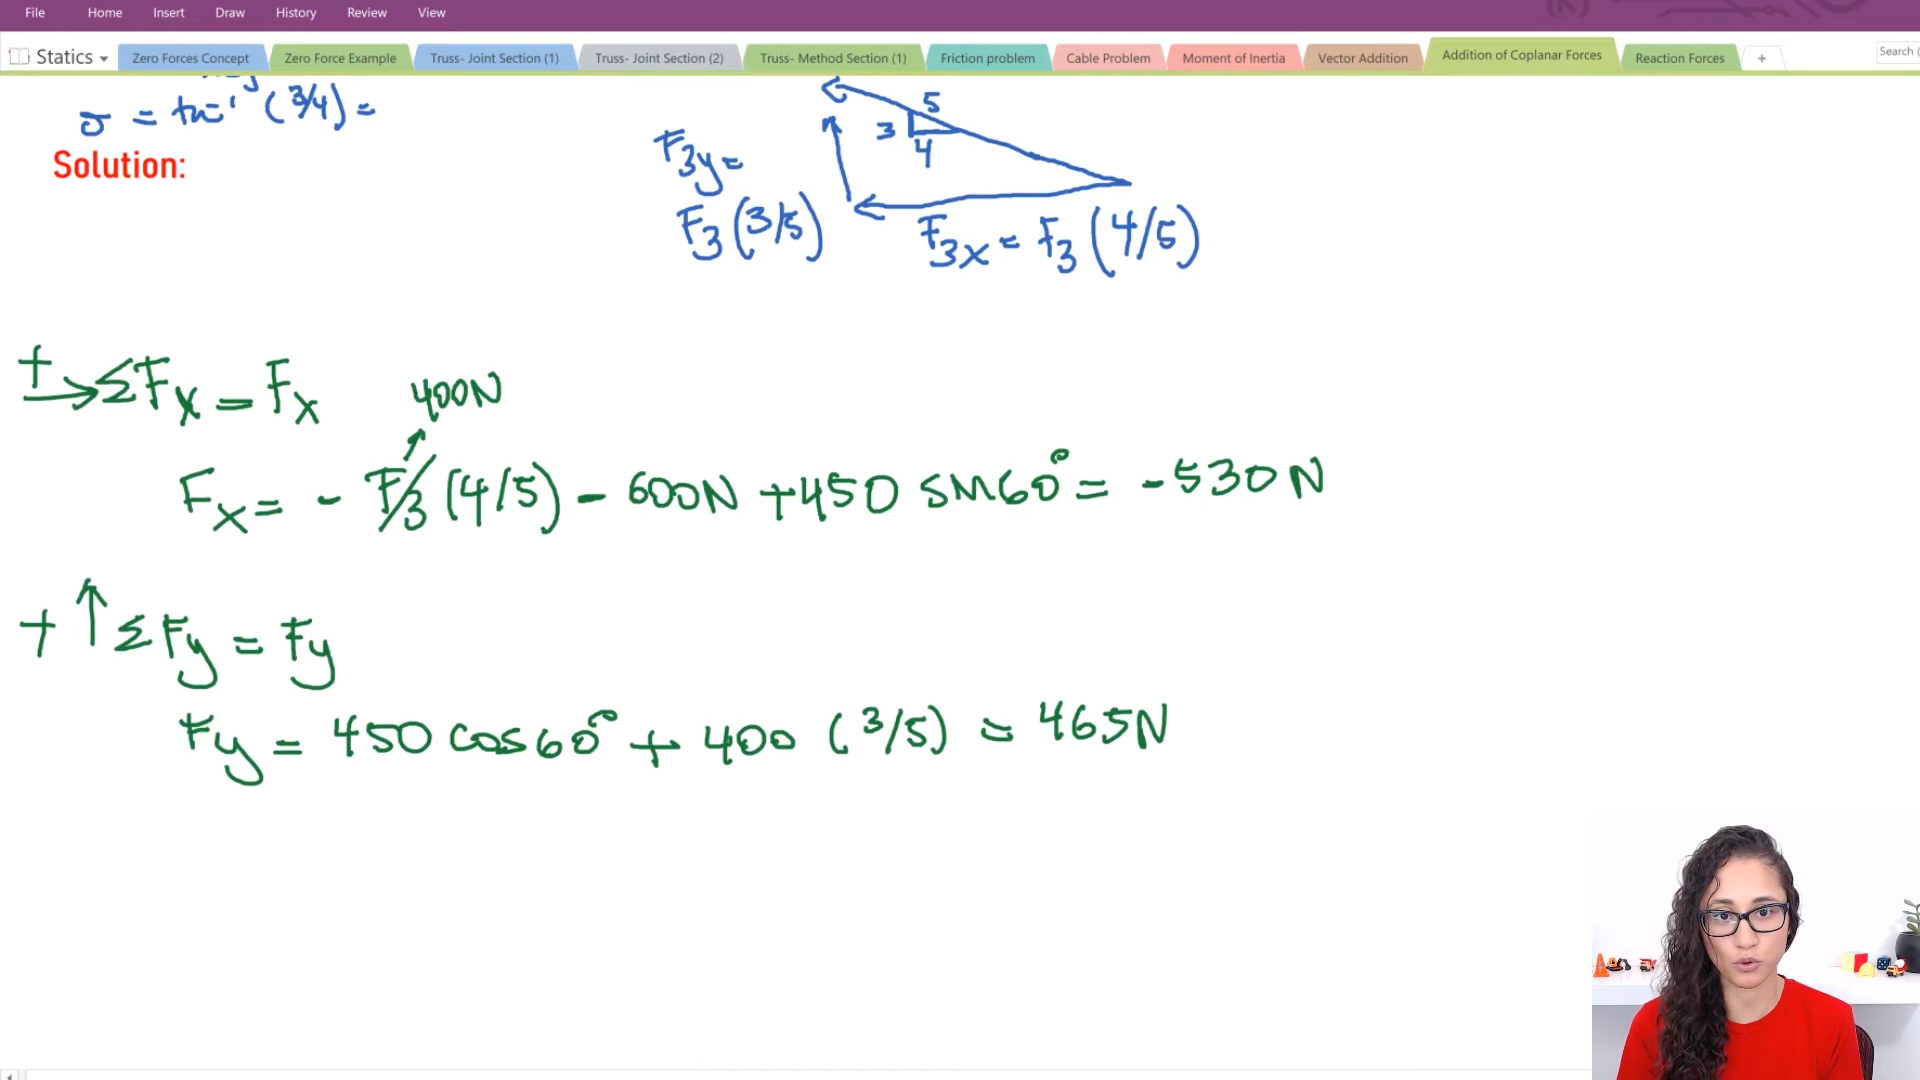 File Home Insert Draw History Review View
Statics Zero Forces Concept Zero Force Example Truss- Joint Section (1) Truss- Joint Section (2) Truss- Method Section (1) Friction problem Cable Problem Moment of Inertia Vector Addition Addition of Coplanar Forces Reaction Forces + Search (
σ = tan⁻¹ (3/4) =
Solution:
5
3
4
F3y =
F3 (3/5)
F3x = F3 (4/5)
+ → ΣFx = Fx
400N
Fx = - F3 (4/5) - 600N + 450 sin60° = -530N
+ ↑ ΣFy = Fy
Fy = 450 cos60° + 400 (3/5) = 465N